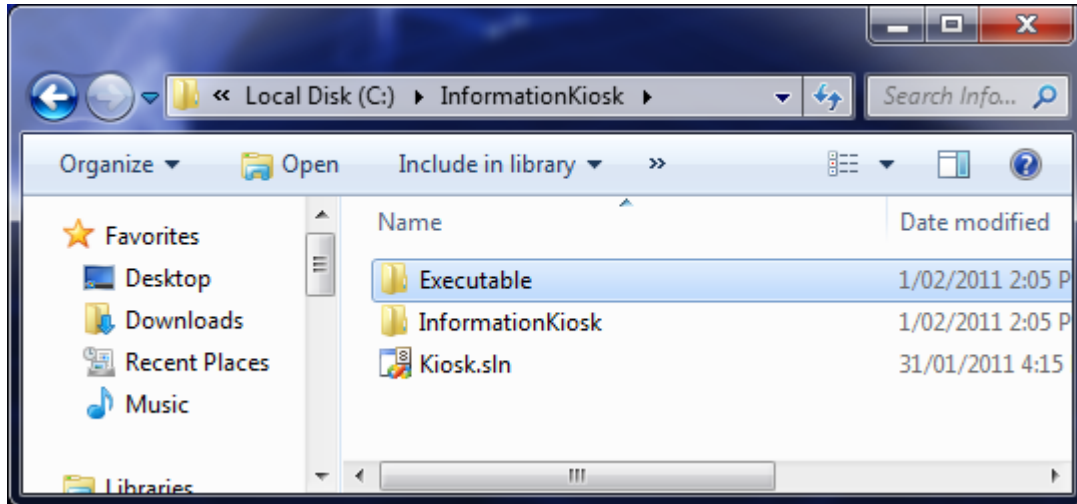 « Local Disk (C:) ▸ InformationKiosk ▸ Search Info...
Organize Open Include in library »
Name Date modified
Favorites
Desktop
Downloads
Recent Places
Music
Libraries
Executable 1/02/2011 2:05 P
InformationKiosk 1/02/2011 2:05 P
Kiosk.sln 31/01/2011 4:15